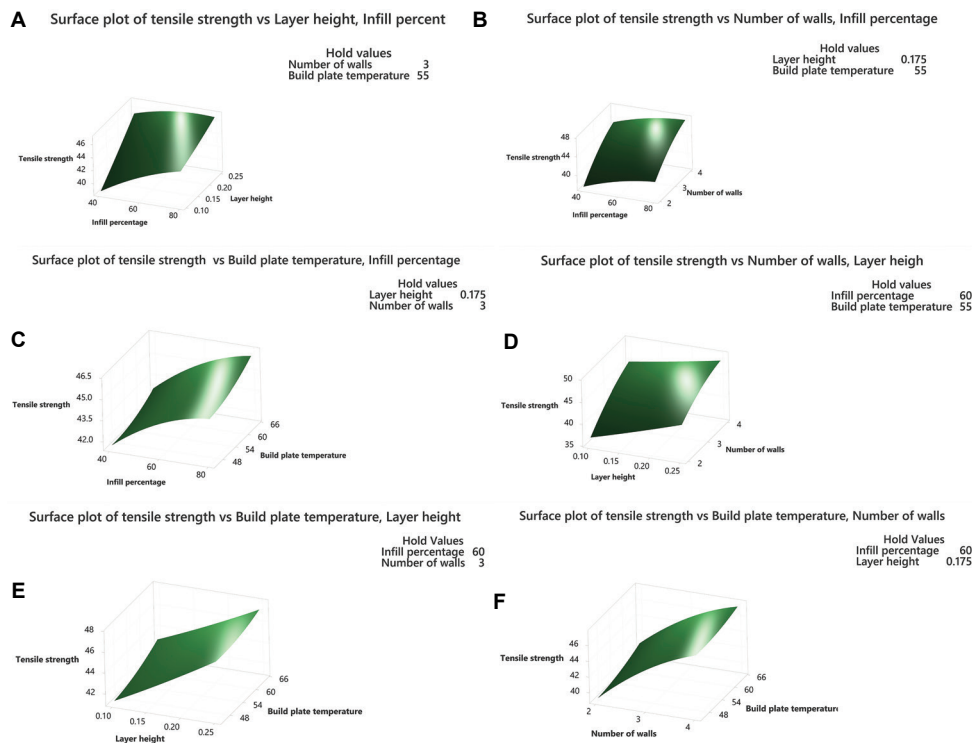 A
Surface plot of tensile strength vs Layer height, Infill percent
Hold values
Number of walls 3
Build plate temperature 55
Tensile strength
46
44
42
40
40
60
80
Infill percentage
0.10
0.15
0.20
0.25
Layer height
B
Surface plot of tensile strength vs Number of walls, Infill percentage
Hold values
Layer height 0.175
Build plate temperature 55
Tensile strength
48
44
40
40
60
80
Infill percentage
2
3
4
Number of walls
Surface plot of tensile strength vs Build plate temperature, Infill percentage
Hold values
Layer height 0.175
Number of walls 3
C
Tensile strength
46.5
45.0
43.5
42.0
40
60
80
Infill percentage
48
54
60
66
Build plate temperature
Surface plot of tensile strength vs Number of walls, Layer heigh
Hold values
Infill percentage 60
Build plate temperature 55
D
Tensile strength
50
45
40
35
0.10
0.15
0.20
0.25
Layer height
2
3
4
Number of walls
Surface plot of tensile strength vs Build plate temperature, Layer height
Hold Values
Infill percentage 60
Number of walls 3
E
Tensile strength
48
46
44
42
0.10
0.15
0.20
0.25
Layer height
48
54
60
66
Build plate temperature
Surface plot of tensile strength vs Build plate temperature, Number of walls
Hold Values
Infill percentage 60
Layer height 0.175
F
Tensile strength
46
44
42
40
2
3
4
Number of walls
48
54
60
66
Build plate temperature